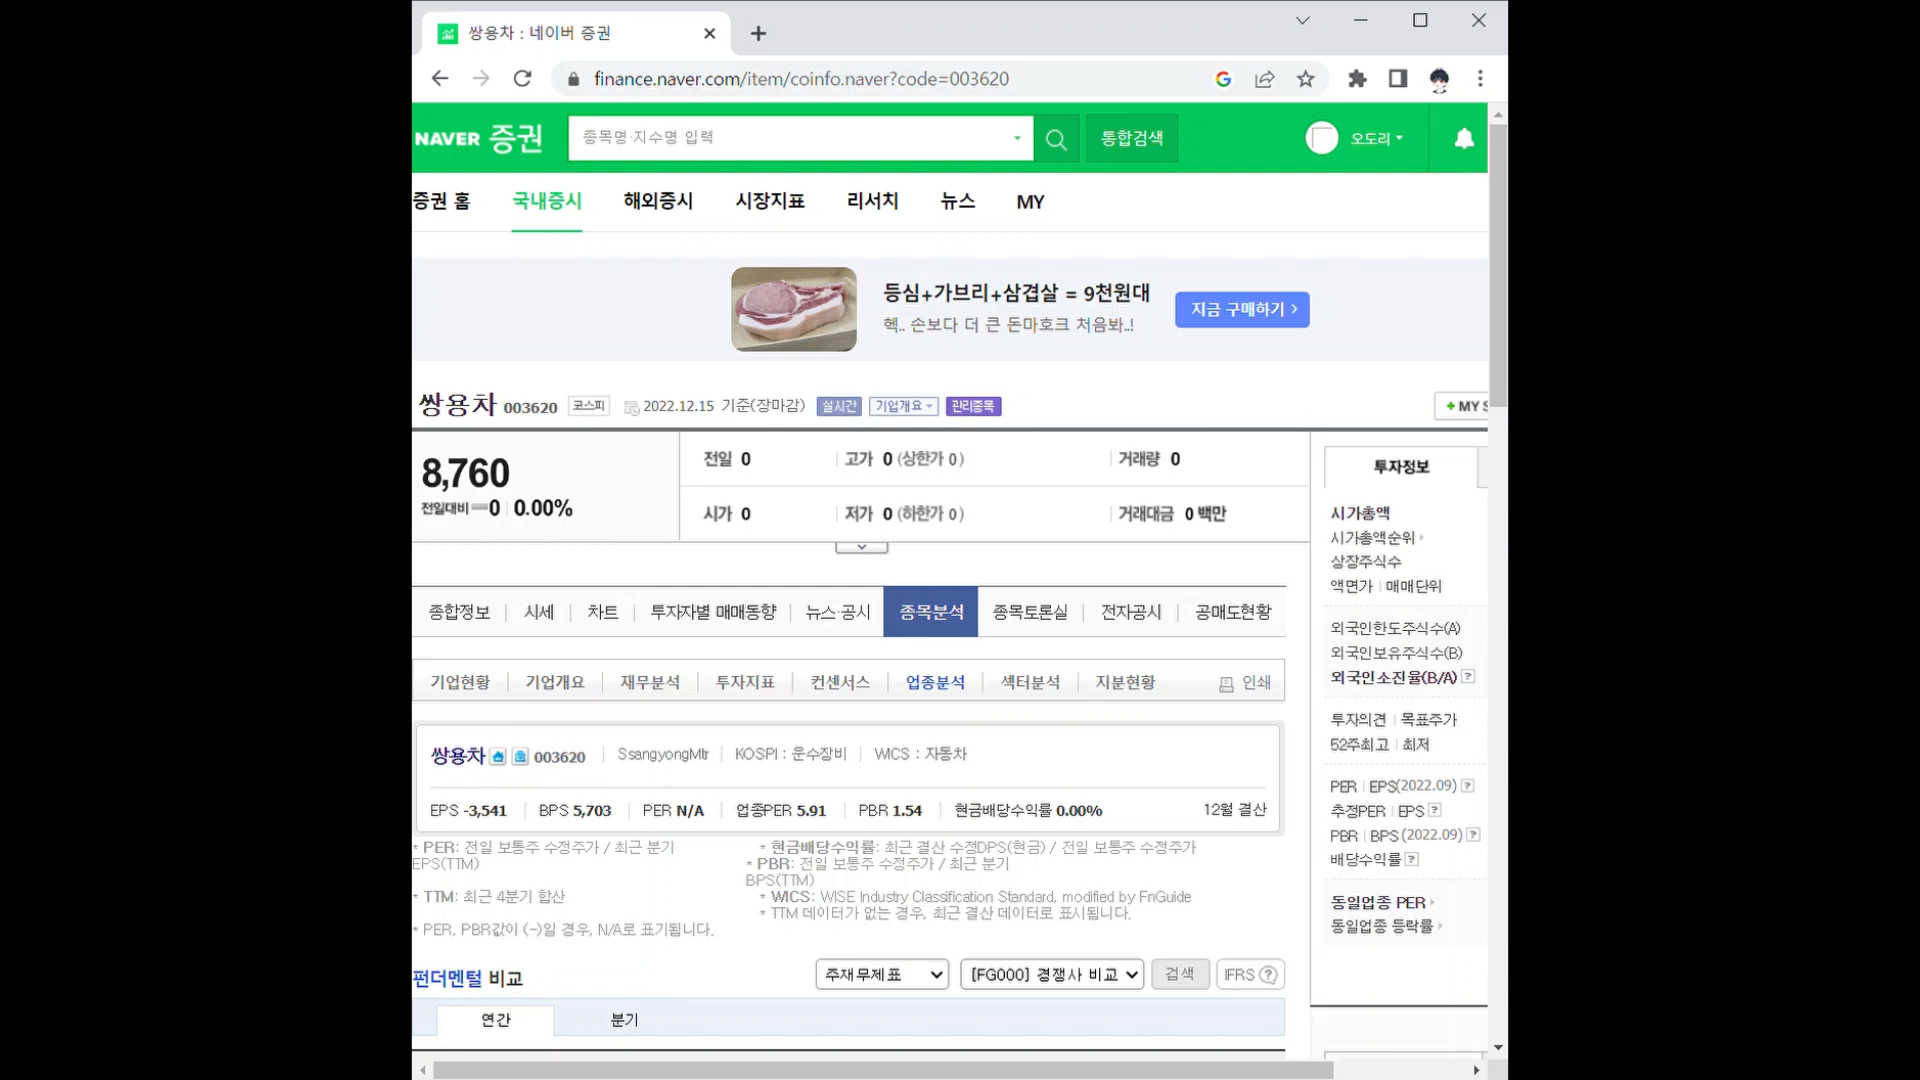 쌍용차 : 네이버 증권
finance.naver.com/item/coinfo.naver?code=003620
NAVER 증권
종목명·지수명 입력
통합검색
오도리
증권 홈 국내증시 해외증시 시장지표 리서치 뉴스 MY
등심+가브리+삼겹살 = 9천원대
헥.. 손보다 더 큰 돈마호크 처음봐..!
지금 구매하기
쌍용차 003620 코스피 2022.12.15 기준(장마감) 실시간 기업개요 관리종목
+ MY S
8,760
전일대비 0 0.00%
전일 0 고가 0 (상한가 0) 거래량 0
시가 0 저가 0 (하한가 0) 거래대금 0 백만
종합정보 시세 차트 투자자별 매매동향 뉴스·공시 종목분석 종목토론실 전자공시 공매도현황
기업현황 기업개요 재무분석 투자지표 컨센서스 업종분석 섹터분석 지분현황 인쇄
쌍용차 003620 SsangyongMtr KOSPI : 운수장비 WICS : 자동차
EPS -3,541 BPS 5,703 PER N/A 업종PER 5.91 PBR 1.54 현금배당수익률 0.00% 12월 결산
* PER: 전일 보통주 수정주가 / 최근 분기
EPS(TTM)
* TTM: 최근 4분기 합산
* PER, PBR값이 (-)일 경우, N/A로 표기됩니다.
* 현금배당수익률: 최근 결산 수정DPS(현금) / 전일 보통주 수정주가
* PBR: 전일 보통주 수정주가 / 최근 분기
BPS(TTM)
* WICS: WISE Industry Classification Standard, modified by FnGuide
* TTM 데이터가 없는 경우, 최근 결산 데이터로 표시됩니다.
펀더멘털 비교
주재무제표 [FG000] 경쟁사 비교 검색 IFRS ?
연간 분기
투자정보
시가총액
시가총액순위
상장주식수
액면가 매매단위
외국인한도주식수(A)
외국인보유주식수(B)
외국인소진율(B/A) ?
투자의견 목표주가
52주최고 최저
PER EPS(2022.09) ?
추정PER EPS ?
PBR BPS (2022.09) ?
배당수익률 ?
동일업종 PER
동일업종 등락률